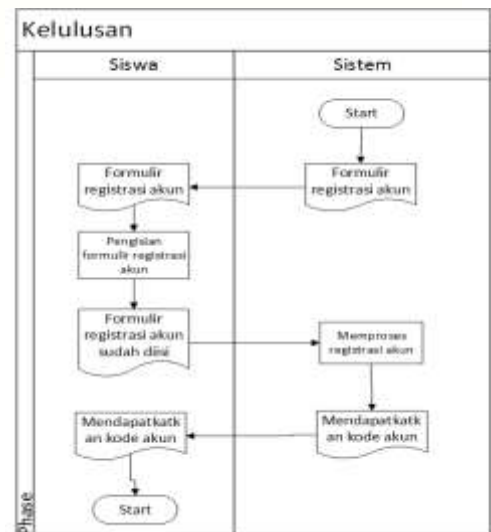 Kelulusan
Siswa
Sistem
Start
Formulir
registrasi akun
Formulir
registrasi akun
Pengisian
formulir registrasi
akun
Formulir
registrasi akun
sudah diisi
Memproses
registrasi akun
Mendapatkatk
an kode akun
Mendapatkatk
an kode akun
Start
Phase